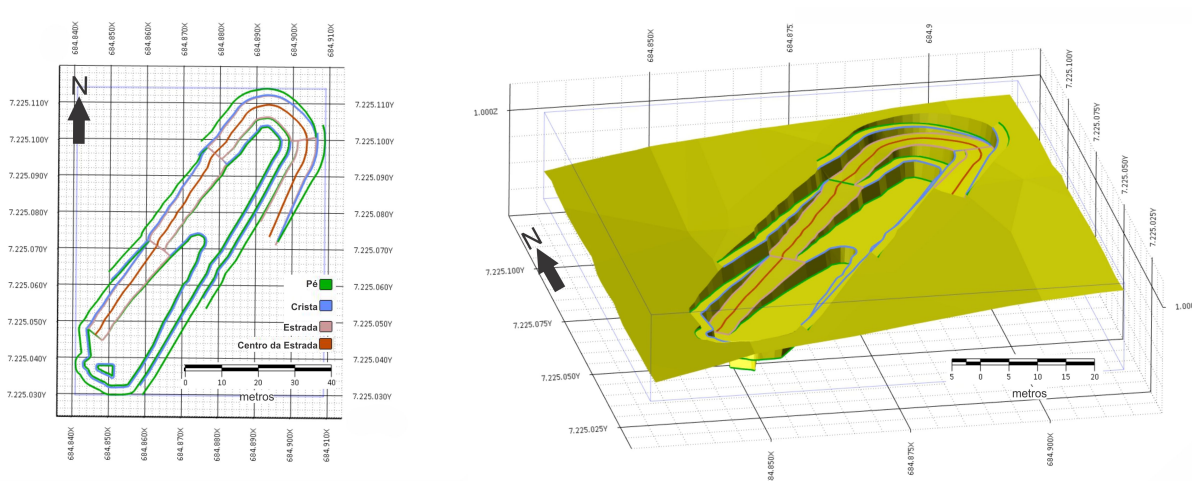 684.840X
684.850X
684.860X
684.870X
684.880X
684.890X
684.900X
684.910X
N
7.225.110Y
7.225.100Y
7.225.090Y
7.225.080Y
7.225.070Y
7.225.060Y
7.225.050Y
7.225.040Y
7.225.030Y
7.225.110Y
7.225.100Y
7.225.090Y
7.225.080Y
7.225.070Y
7.225.060Y
7.225.050Y
7.225.040Y
7.225.030Y
Pé
Crista
Estrada
Centro da Estrada
0 10 20 30 40
metros
684.840X
684.850X
684.860X
684.870X
684.880X
684.890X
684.900X
684.910X
684.850X
684.875
684.9
1.000Z
7.225.100Y
7.225.075Y
7.225.050Y
7.225.025Y
N
7.225.100Y
7.225.075Y
7.225.050Y
7.225.025Y
1.00
5 0 5 10 15 20
metros
84.850X
684.875X
684.900X